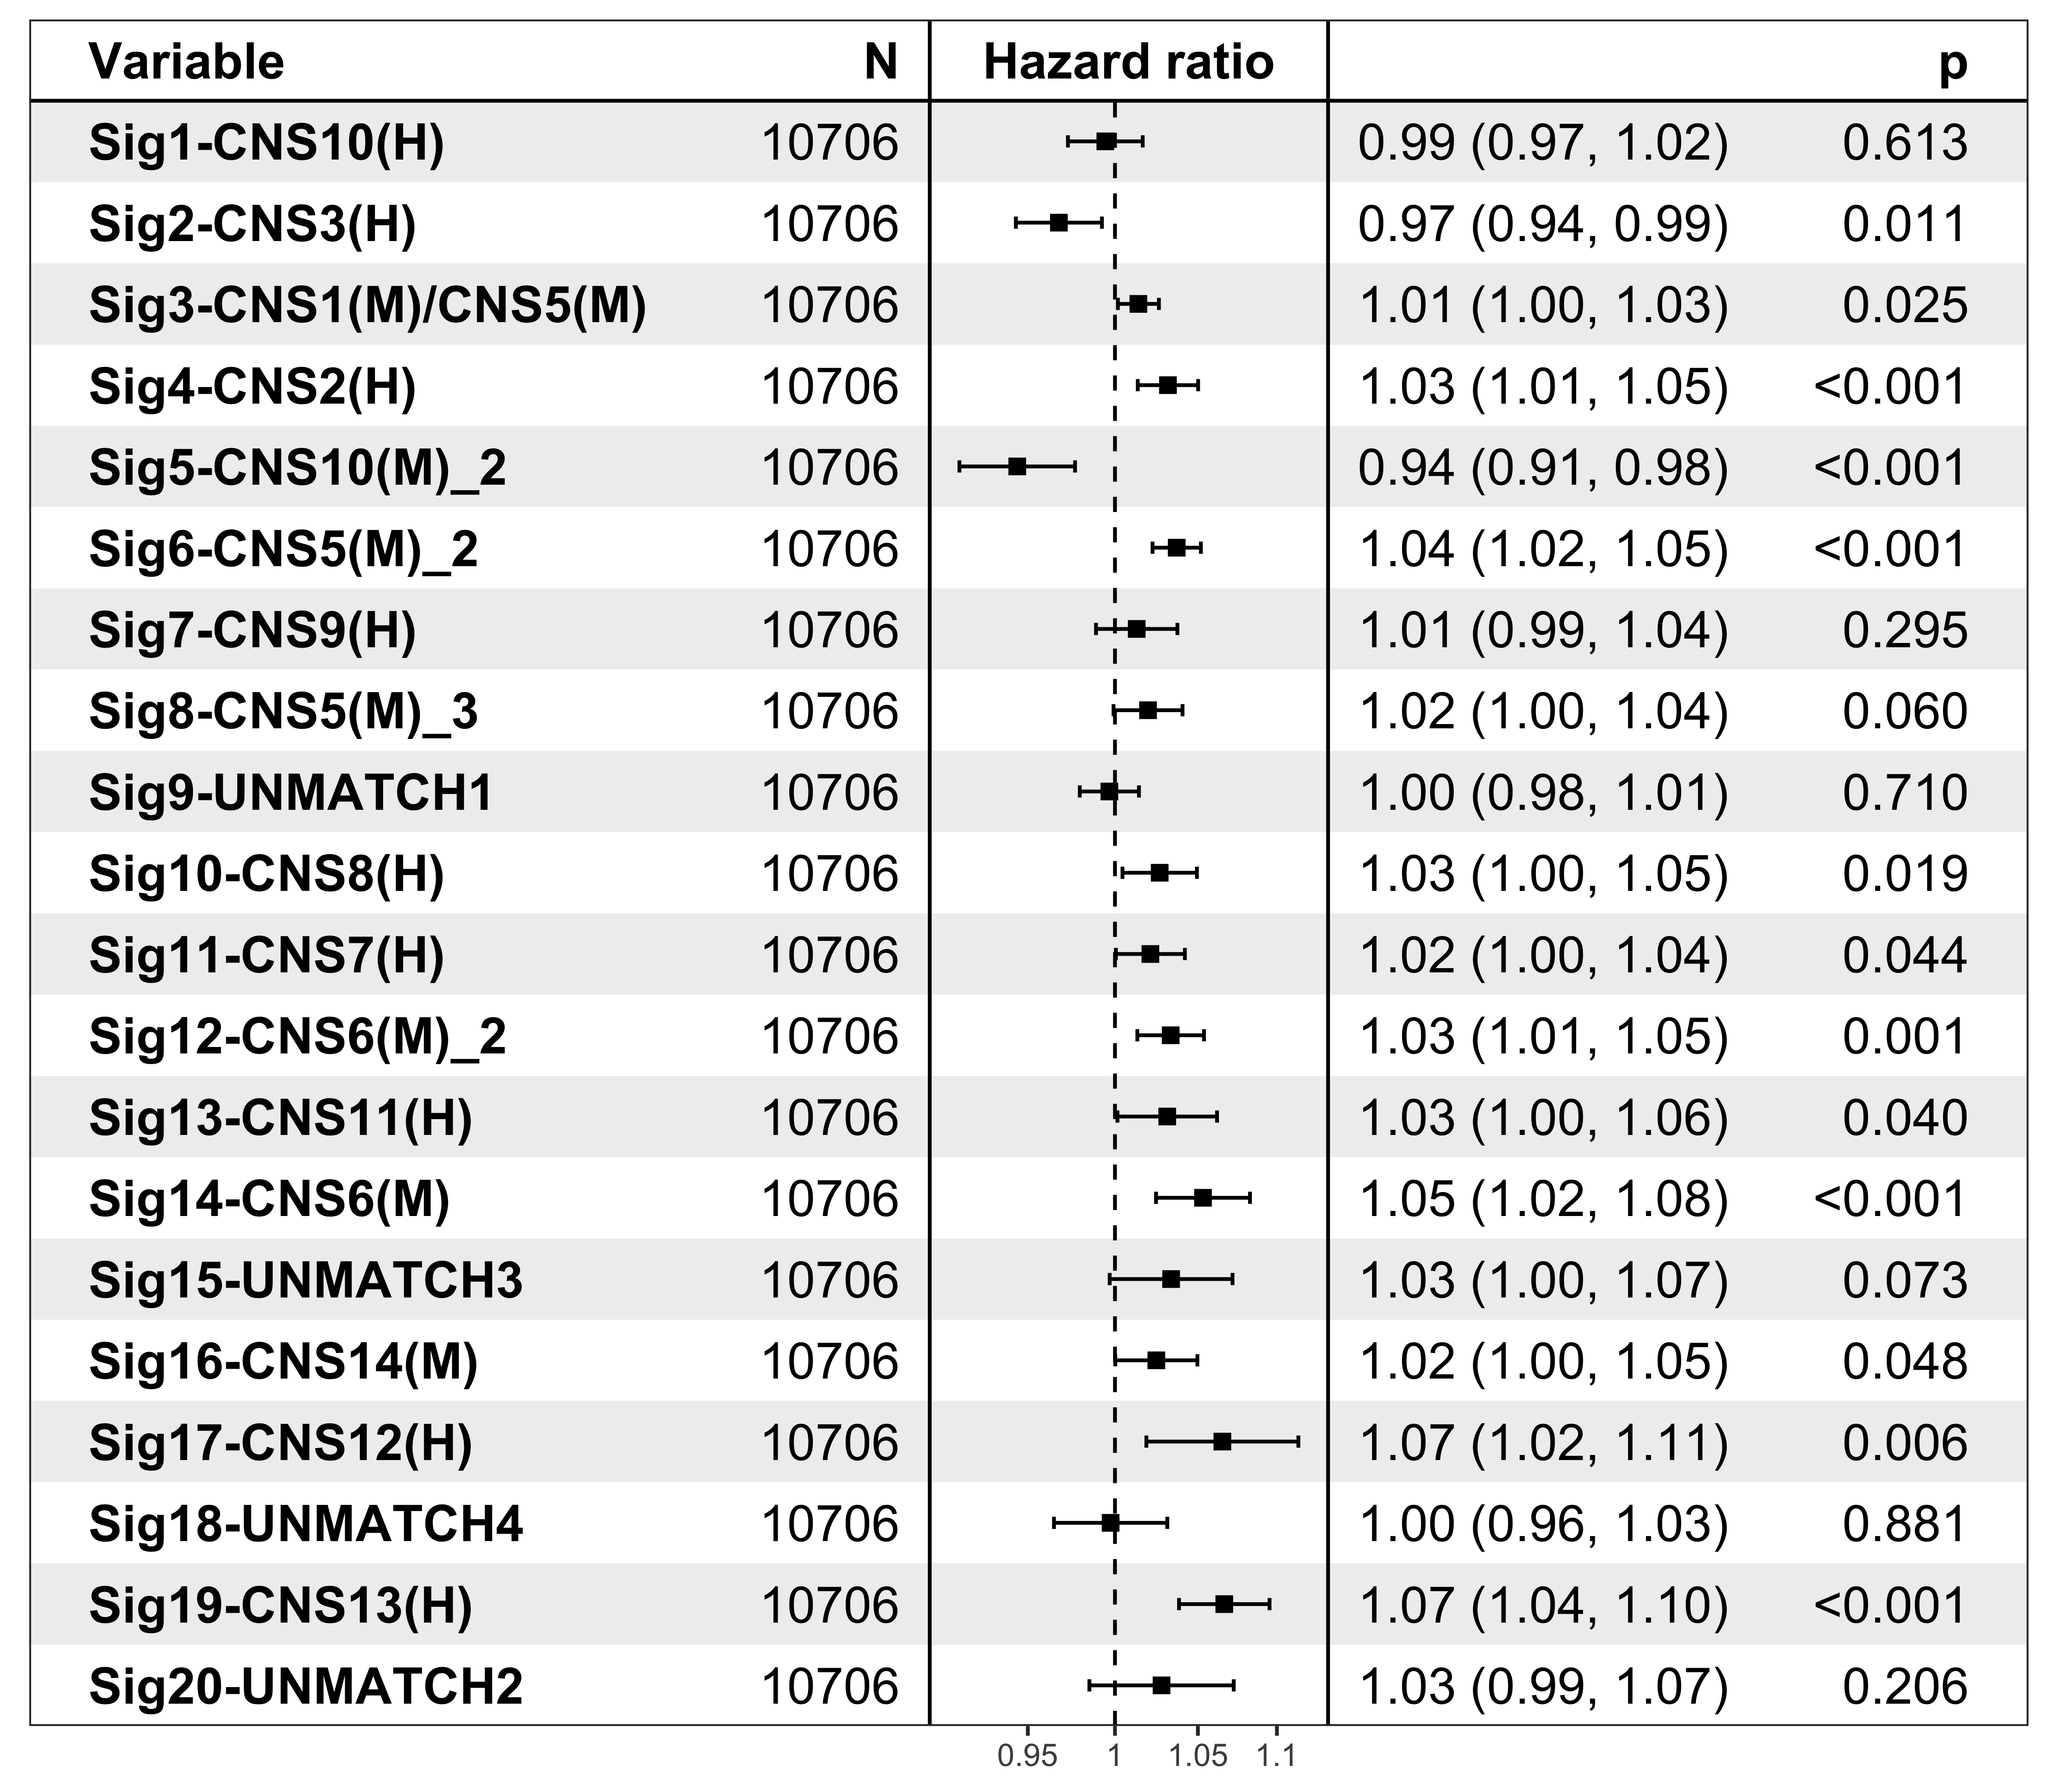 Variable N Hazard ratio p
Sig1-CNS10(H) 10706 0.99 (0.97, 1.02) 0.613
Sig2-CNS3(H) 10706 0.97 (0.94, 0.99) 0.011
Sig3-CNS1(M)/CNS5(M) 10706 1.01 (1.00, 1.03) 0.025
Sig4-CNS2(H) 10706 1.03 (1.01, 1.05) <0.001
Sig5-CNS10(M)_2 10706 0.94 (0.91, 0.98) <0.001
Sig6-CNS5(M)_2 10706 1.04 (1.02, 1.05) <0.001
Sig7-CNS9(H) 10706 1.01 (0.99, 1.04) 0.295
Sig8-CNS5(M)_3 10706 1.02 (1.00, 1.04) 0.060
Sig9-UNMATCH1 10706 1.00 (0.98, 1.01) 0.710
Sig10-CNS8(H) 10706 1.03 (1.00, 1.05) 0.019
Sig11-CNS7(H) 10706 1.02 (1.00, 1.04) 0.044
Sig12-CNS6(M)_2 10706 1.03 (1.01, 1.05) 0.001
Sig13-CNS11(H) 10706 1.03 (1.00, 1.06) 0.040
Sig14-CNS6(M) 10706 1.05 (1.02, 1.08) <0.001
Sig15-UNMATCH3 10706 1.03 (1.00, 1.07) 0.073
Sig16-CNS14(M) 10706 1.02 (1.00, 1.05) 0.048
Sig17-CNS12(H) 10706 1.07 (1.02, 1.11) 0.006
Sig18-UNMATCH4 10706 1.00 (0.96, 1.03) 0.881
Sig19-CNS13(H) 10706 1.07 (1.04, 1.10) <0.001
Sig20-UNMATCH2 10706 1.03 (0.99, 1.07) 0.206
0.95 1 1.05 1.1